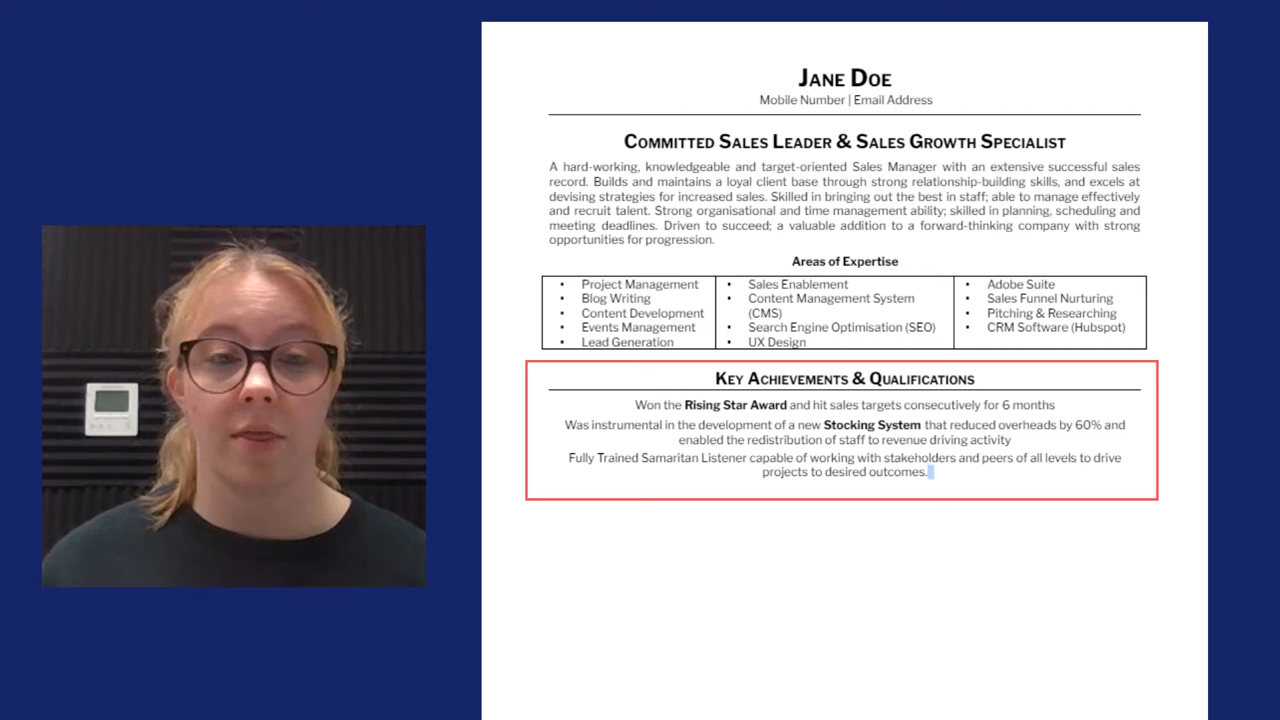 JANE DOE
Mobile Number | Email Address
COMMITTED SALES LEADER & SALES GROWTH SPECIALIST
A hard-working, knowledgeable and target-oriented Sales Manager with an extensive successful sales
record. Builds and maintains a loyal client base through strong relationship-building skills, and excels at
devising strategies for increased sales. Skilled in bringing out the best in staff; able to manage effectively
and recruit talent. Strong organisational and time management ability; skilled in planning, scheduling and
meeting deadlines. Driven to succeed; a valuable addition to a forward-thinking company with strong
opportunities for progression.
Areas of Expertise
▪ Project Management
▪ Blog Writing
▪ Content Development
▪ Events Management
▪ Lead Generation
▪ Sales Enablement
▪ Content Management System
(CMS)
▪ Search Engine Optimisation (SEO)
▪ UX Design
▪ Adobe Suite
▪ Sales Funnel Nurturing
▪ Pitching & Researching
▪ CRM Software (Hubspot)
KEY ACHIEVEMENTS & QUALIFICATIONS
Won the Rising Star Award and hit sales targets consecutively for 6 months
Was instrumental in the development of a new Stocking System that reduced overheads by 60% and
enabled the redistribution of staff to revenue driving activity
Fully Trained Samaritan Listener capable of working with stakeholders and peers of all levels to drive
projects to desired outcomes.